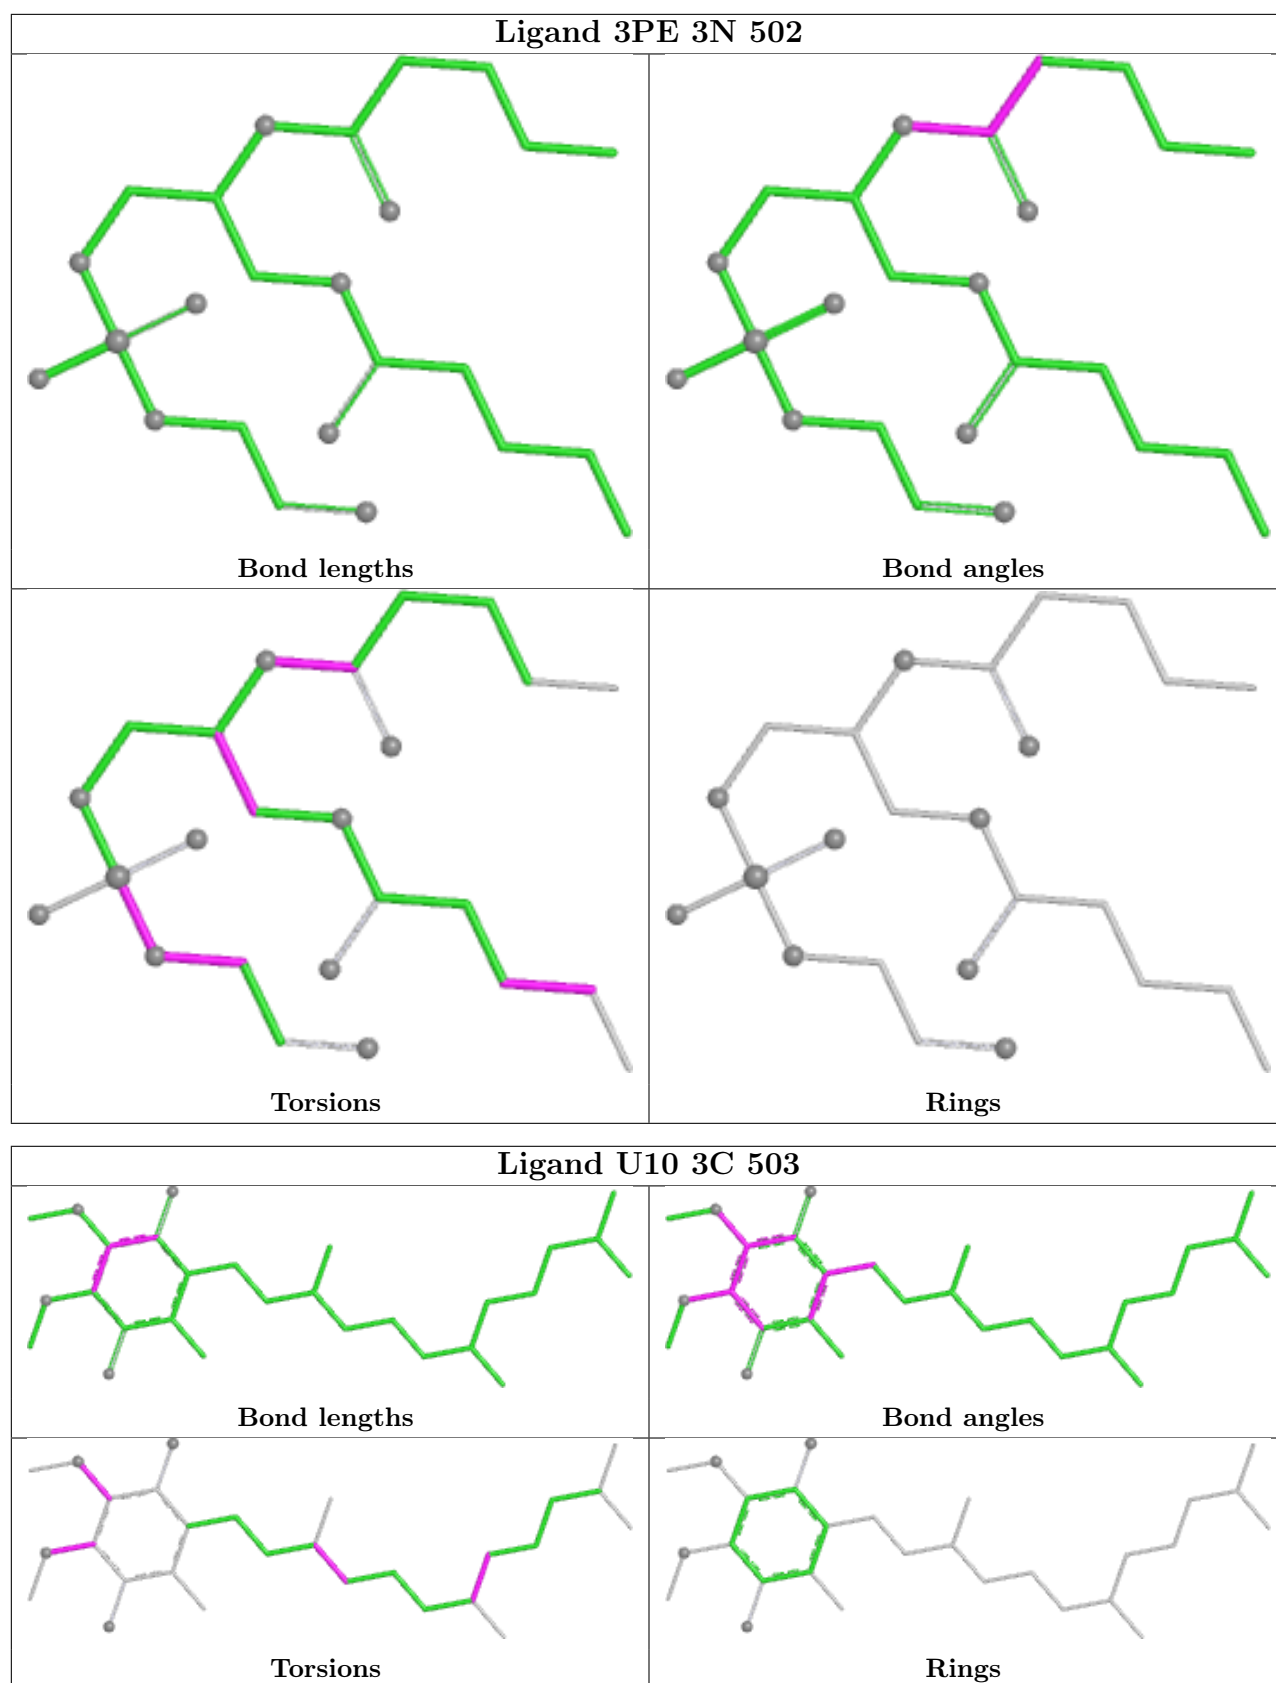 Ligand 3PE 3N 502
Bond lengths
Bond angles
Torsions
Rings
Ligand U10 3C 503
Bond lengths
Bond angles
Torsions
Rings